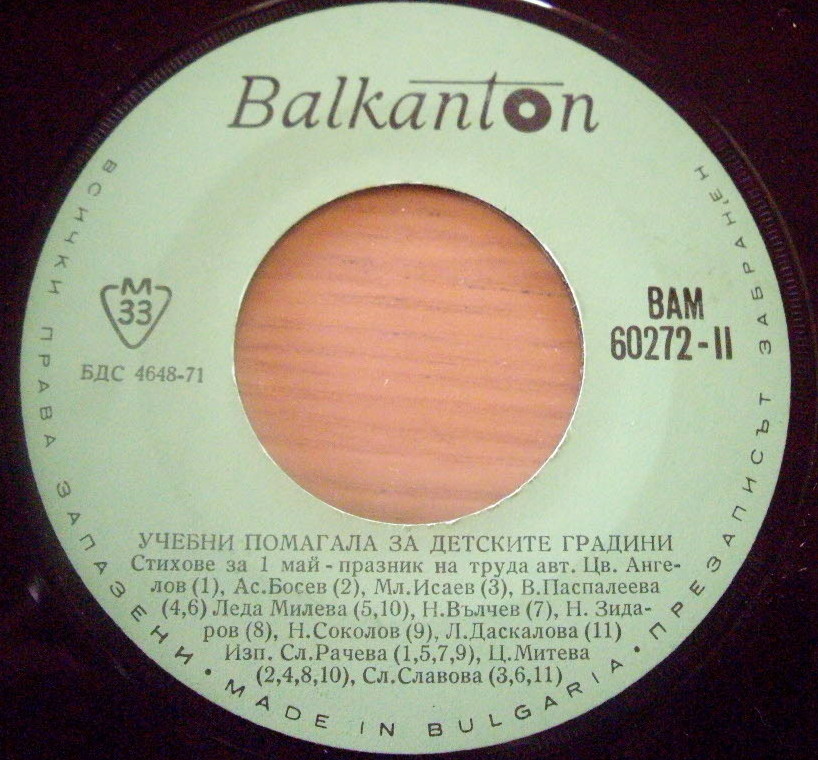 Balkanton
M
33
БДС 4648-71
ВАМ
60272-II
УЧЕБНИ ПОМАГАЛА ЗА ДЕТСКИТЕ ГРАДИНИ
Стихове за 1 май - празник на труда авт. Цв. Анге-
лов (1), Ас.Босев (2), Мл.Исаев (3), В.Паспалеева
(4,6) Леда Милева (5,10), Н.Вълчев (7), Н. Зида-
ров (8), Н.Соколов (9), Л.Даскалова (11)
Изп. Сл.Рачева (1,5,7,9), Ц.Митева
(2,4,8,10), Сл.Славова (3,6,11)
ВСИЧКИ ПРАВА ЗАПАЗЕНИ • MADE IN BULGARIA • ПРЕЗАПИСЪТ ЗАБРАНЕН